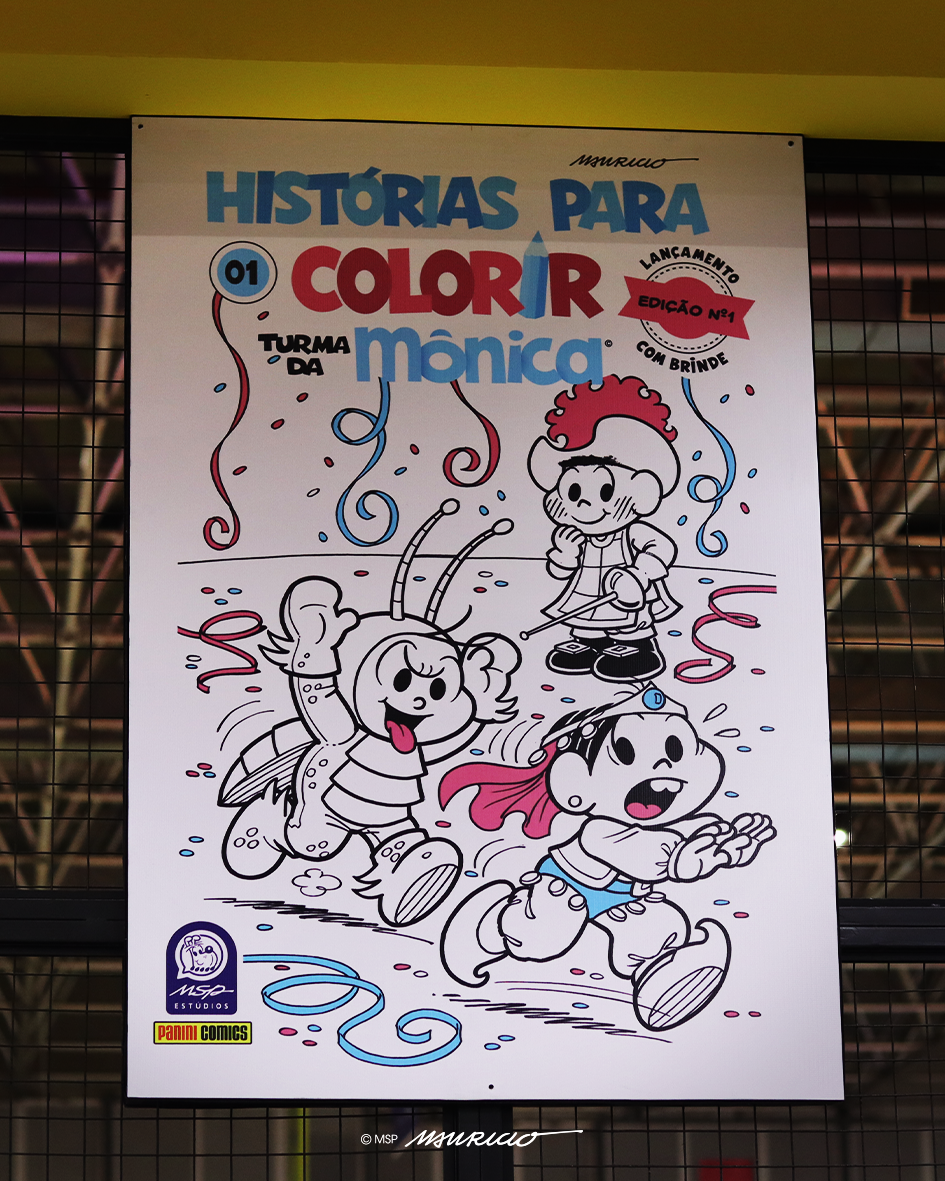 MAURICIO
HISTÓRIAS PARA
01
COLORIR
LANÇAMENTO
EDIÇÃO Nº1
COM BRINDE
TURMA
DA
mônica©
D
MSP
ESTÚDIOS
PANINI COMICS
© MSP MAURICIO